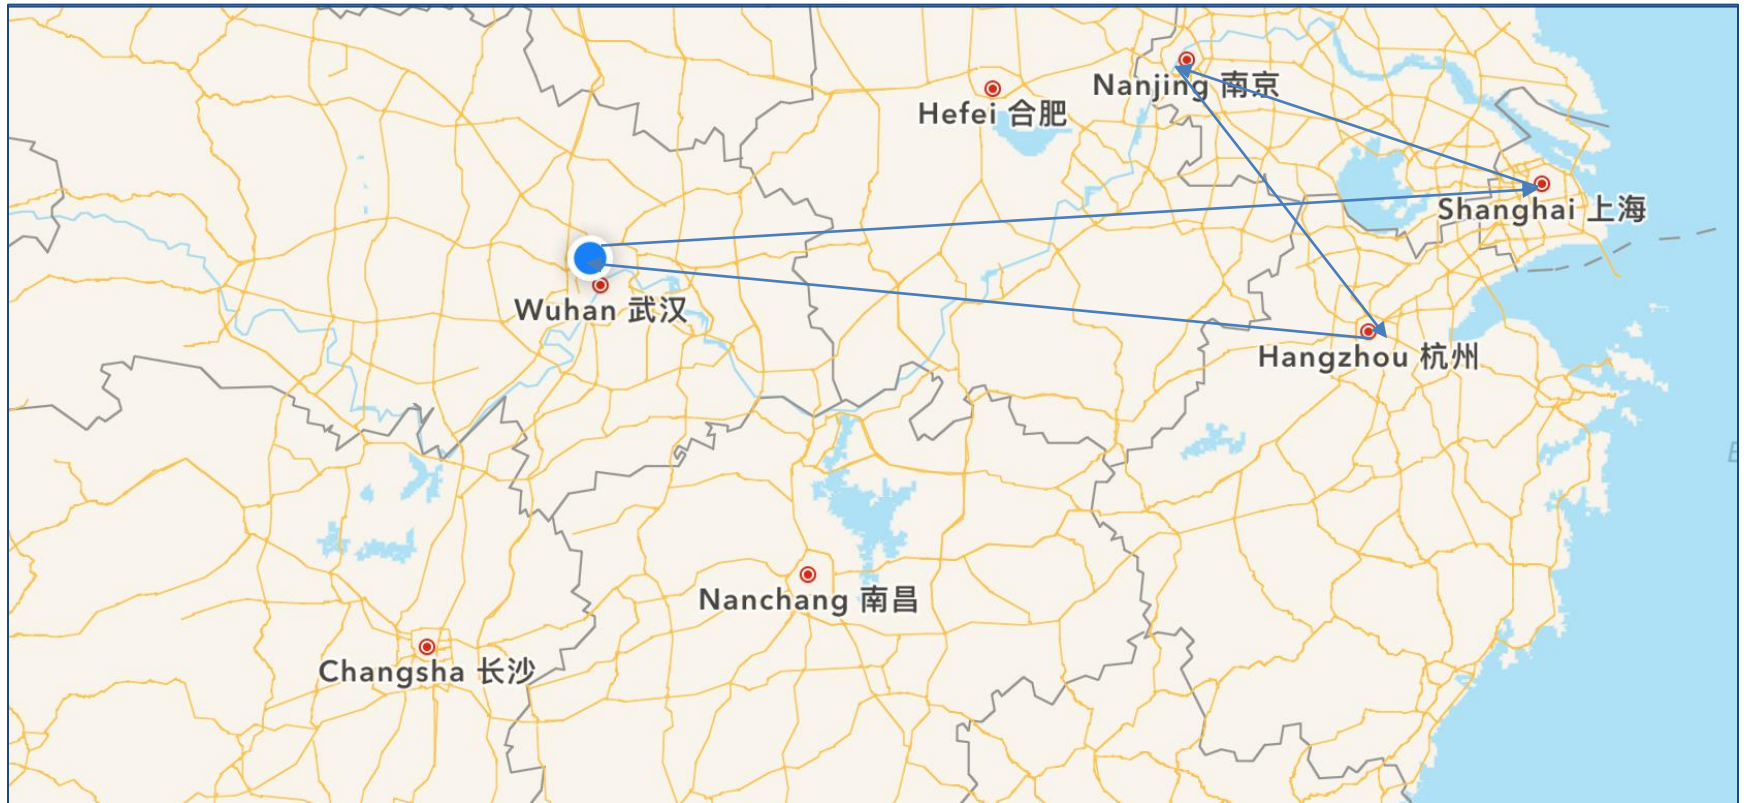 Nanjing 南京
Hefei 合肥
Shanghai 上海
Wuhan 武汉
Hangzhou 杭州
Nanchang 南昌
Changsha 长沙